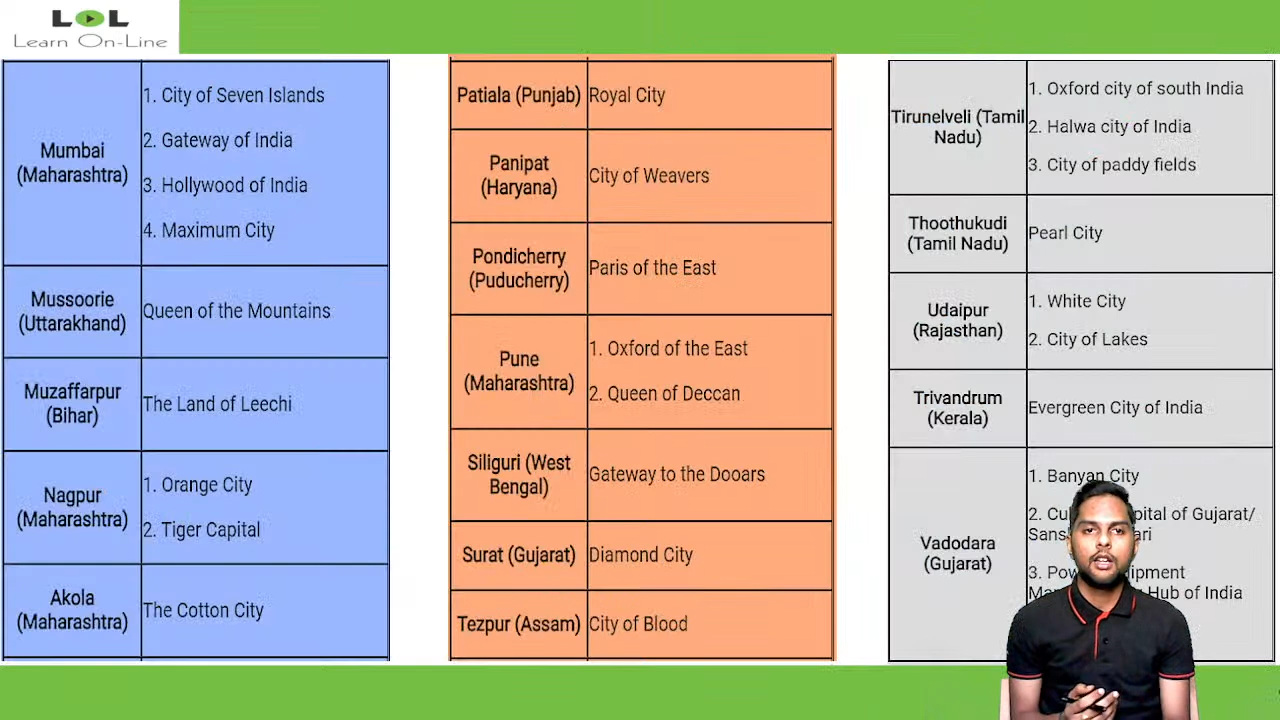 LOL
Learn On-Line
Mumbai
(Maharashtra)
1. City of Seven Islands
2. Gateway of India
3. Hollywood of India
4. Maximum City
Mussoorie
(Uttarakhand)
Queen of the Mountains
Muzaffarpur
(Bihar)
The Land of Leechi
Nagpur
(Maharashtra)
1. Orange City
2. Tiger Capital
Akola
(Maharashtra)
The Cotton City
Patiala (Punjab)
Royal City
Panipat
(Haryana)
City of Weavers
Pondicherry
(Puducherry)
Paris of the East
Pune
(Maharashtra)
1. Oxford of the East
2. Queen of Deccan
Siliguri (West
Bengal)
Gateway to the Dooars
Surat (Gujarat)
Diamond City
Tezpur (Assam)
City of Blood
Tirunelveli (Tamil
Nadu)
1. Oxford city of south India
2. Halwa city of India
3. City of paddy fields
Thoothukudi
(Tamil Nadu)
Pearl City
Udaipur
(Rajasthan)
1. White City
2. City of Lakes
Trivandrum
(Kerala)
Evergreen City of India
Vadodara
(Gujarat)
1. Banyan City
2. of Gujarat/
3.
Hub of India